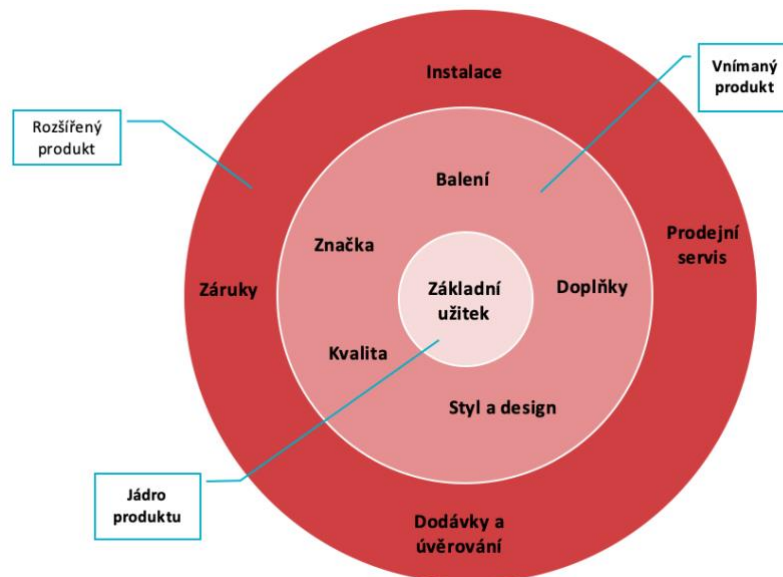 Instalace
Vnímaný
produkt
Rozšířený
produkt
Balení
Značka
Prodejní
servis
Záruky
Základní
užitek
Doplňky
Kvalita
Styl a design
Jádro
produktu
Dodávky a
úvěrování